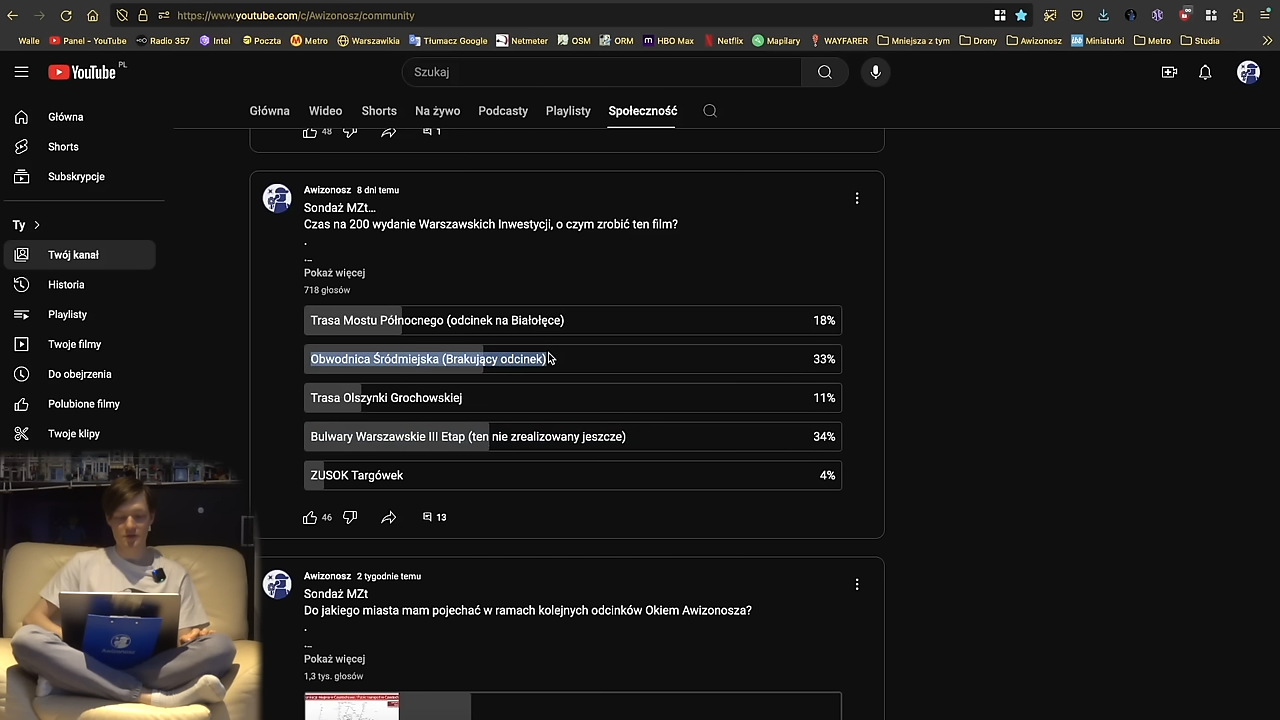 https://www.youtube.com/c/Awizonosz/community
Walle
Panel - YouTube
Radio 357
Intel
Poczta
Metro
Warszawikia
Tłumacz Google
Netmeter
OSM
ORM
HBO Max
Netflix
Mapilary
WAYFARER
Mniejsza z tym
Drony
Awizonosz
Miniaturki
Metro
Studia
YouTube PL
Szukaj
Główna
Wideo
Shorts
Na żywo
Podcasty
Playlisty
Społeczność
Główna
Shorts
Subskrypcje
Ty
Twój kanał
Historia
Playlisty
Twoje filmy
Do obejrzenia
Polubione filmy
Twoje klipy
48
1
Awizonosz 8 dni temu
Sondaż MZt...
Czas na 200 wydanie Warszawskich Inwestycji, o czym zrobić ten film?
.
...
Pokaż więcej
718 głosów
Trasa Mostu Północnego (odcinek na Białołęce) 18%
Obwodnica Śródmiejska (Brakujący odcinek) 33%
Trasa Olszynki Grochowskiej 11%
Bulwary Warszawskie III Etap (ten nie zrealizowany jeszcze) 34%
ZUSOK Targówek 4%
46
13
Awizonosz 2 tygodnie temu
Sondaż MZt
Do jakiego miasta mam pojechać w ramach kolejnych odcinków Okiem Awizonosza?
.
...
Pokaż więcej
1,3 tys. głosów